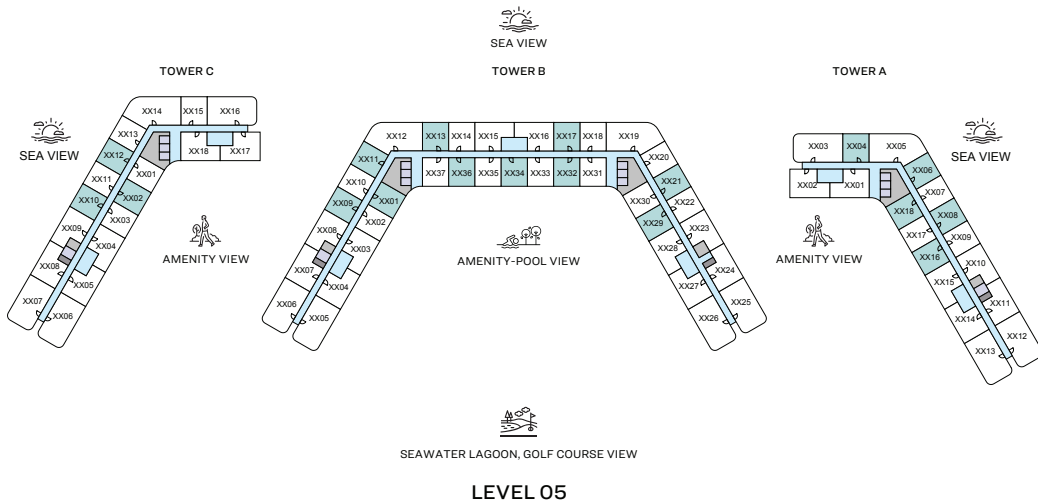 SEA VIEW
TOWER C
TOWER B
TOWER A
SEA VIEW
SEA VIEW
XX14
XX15
XX16
XX13
XX18
XX17
XX12
XX01
XX10
XX02
XX03
XX09
XX04
XX08
XX05
XX07
XX06
AMENITY VIEW
XX12
XX13
XX14
XX15
XX16
XX17
XX18
XX19
XX11
XX37
XX36
XX35
XX34
XX33
XX32
XX31
XX20
XX10
XX01
XX30
XX21
XX09
XX02
XX29
XX22
XX08
XX03
XX28
XX23
XX07
XX04
XX27
XX24
XX06
XX05
XX26
XX25
AMENITY-POOL VIEW
XX03
XX04
XX05
XX02
XX01
XX06
XX07
XX18
XX08
XX17
XX09
XX16
XX10
XX15
XX11
XX14
XX12
XX13
AMENITY VIEW
SEAWATER LAGOON, GOLF COURSE VIEW
LEVEL 05